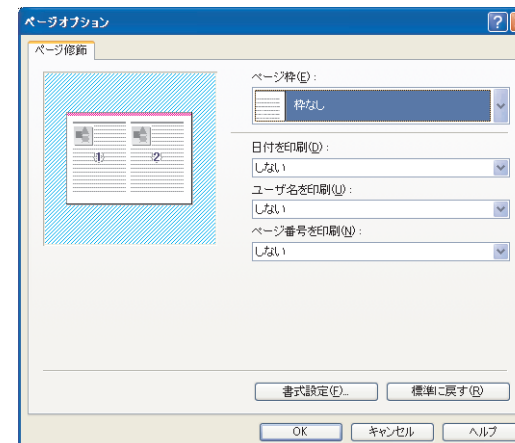 ページオプション
ページ修飾
ページ枠(E):
枠なし
(1) (2)
日付を印刷(D):
しない
ユーザ名を印刷(U):
しない
ページ番号を印刷(N):
しない
書式設定(F)... 標準に戻す(R)
OK キャンセル ヘルプ